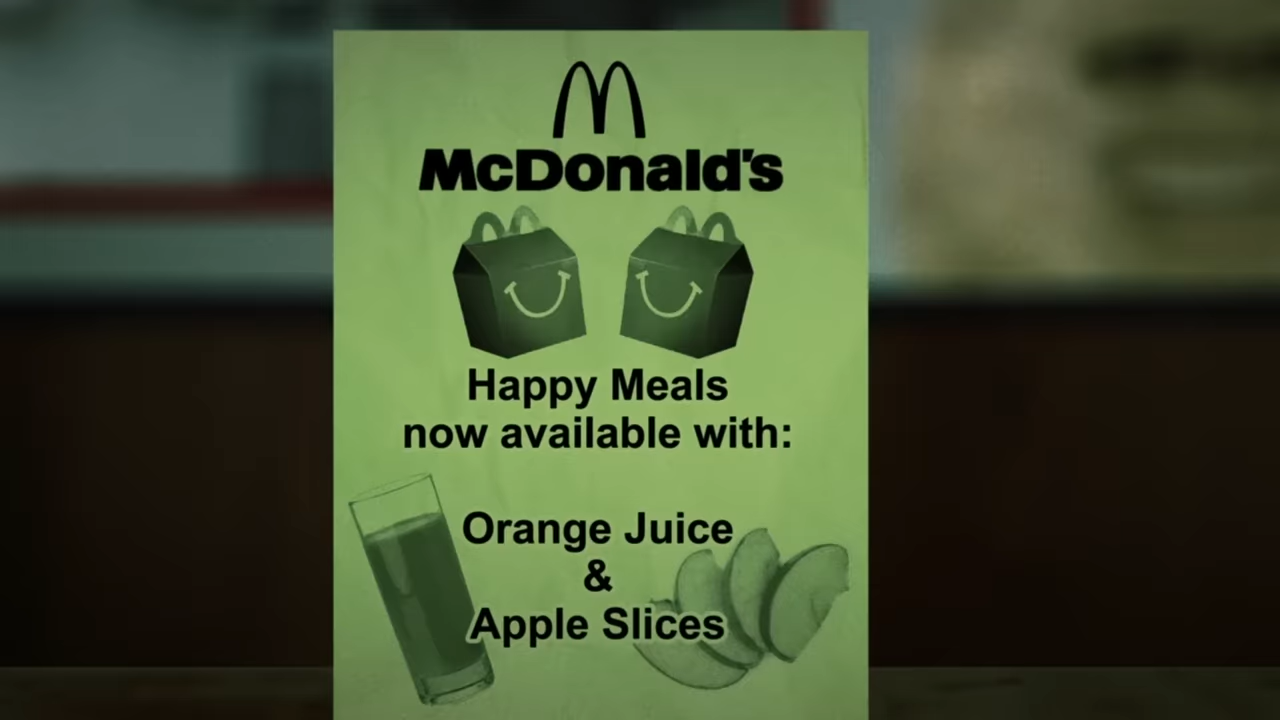 McDonald's
Happy Meals
now available with:
Orange Juice
&
Apple Slices